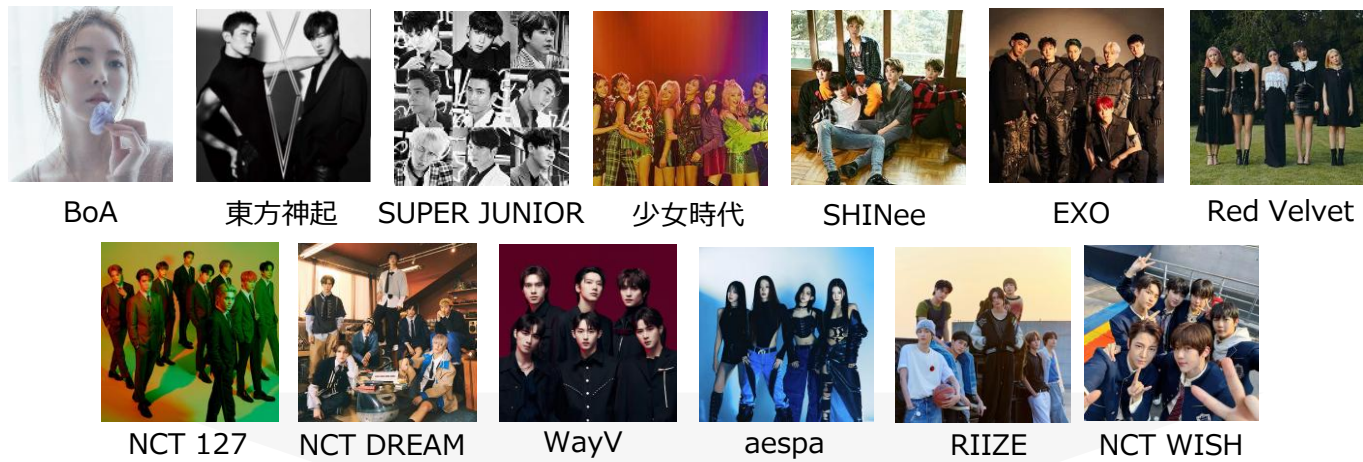 BoA
東方神起
SUPER JUNIOR
少女時代
SHINee
EXO
Red Velvet
NCT 127
NCT DREAM
WayV
aespa
RIIZE
NCT WISH